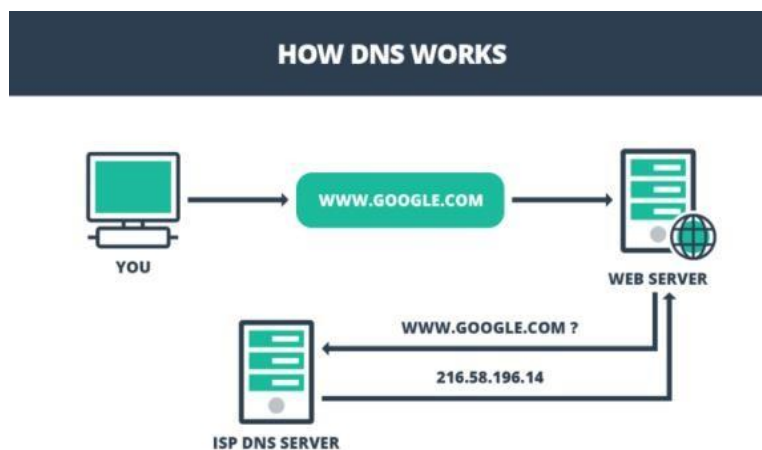 HOW DNS WORKS
WWW.GOOGLE.COM
YOU
WEB SERVER
WWW.GOOGLE.COM ?
216.58.196.14
ISP DNS SERVER